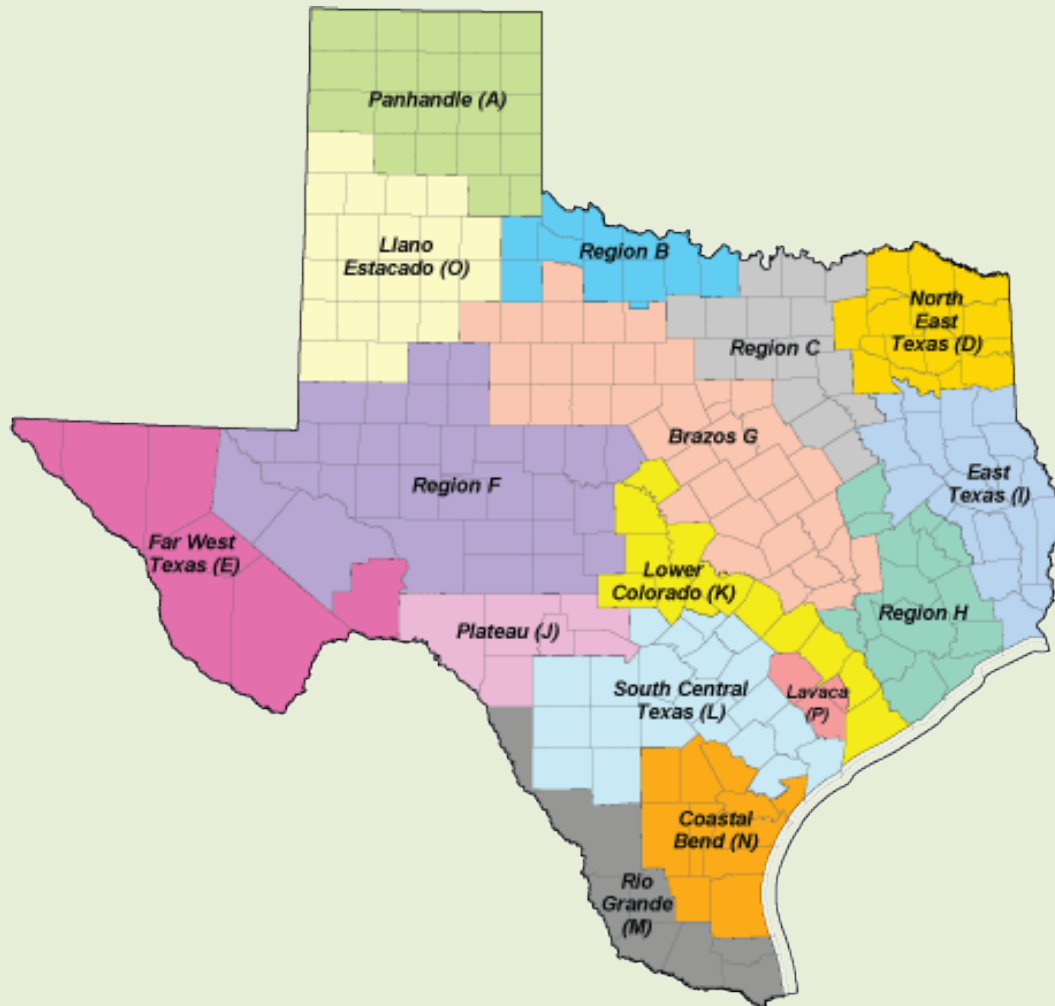 Panhandle (A)
Llano
Estacado (O)
Region B
North
East
Texas (D)
Region C
Brazos G
East
Texas (I)
Region F
Far West
Texas (E)
Lower
Colorado (K)
Region H
Plateau (J)
South Central
Texas (L)
Lavaca
(P)
Coastal
Bend (N)
Rio
Grande
(M)